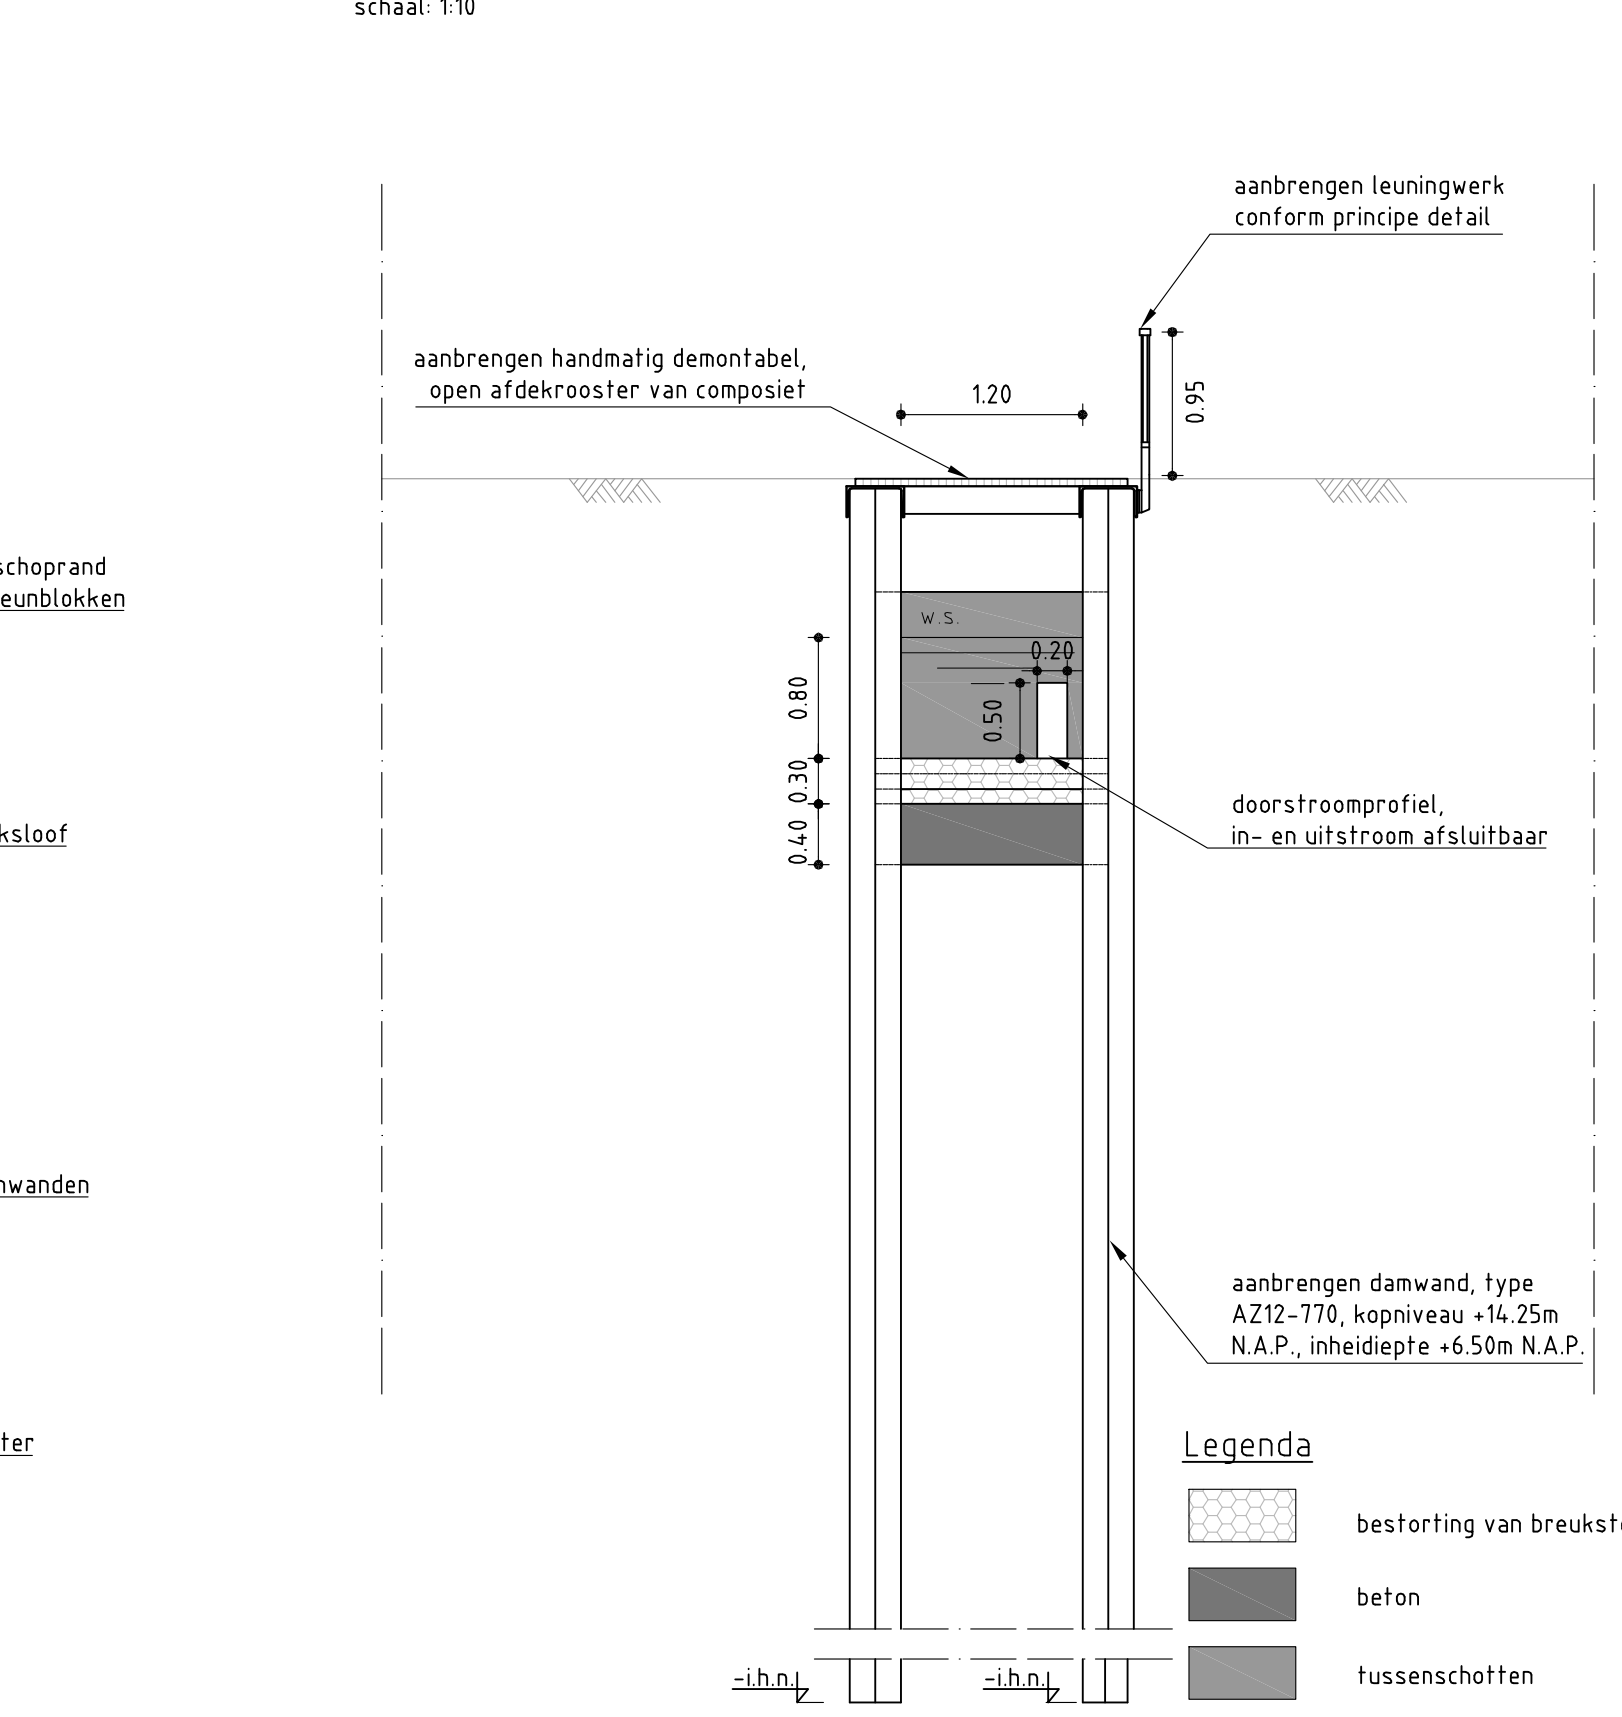 schaal: 1:10
aanbrengen leuningwerk
conform principe detail
aanbrengen handmatig demontabel,
open afdekrooster van composiet
1.20
0.95
schoprand
eunblokken
W.S.
0.20
0.80
0.50
0.30
0.40
doorstroomprofiel,
in- en uitstroom afsluitbaar
ksloof
nwanden
aanbrengen damwand, type
AZ12-770, kopniveau +14.25m
N.A.P., inheidiepte +6.50m N.A.P.
ter
Legenda
bestorting van breukst
beton
tussenschotten
-i.h.n.
-i.h.n.